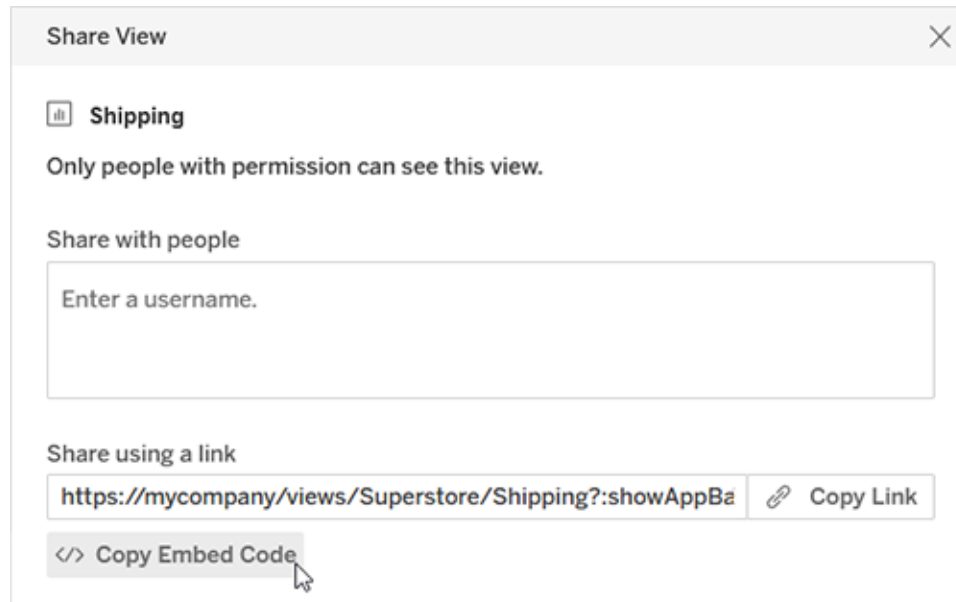 Share View
Shipping
Only people with permission can see this view.
Share with people
Enter a username.
Share using a link
https://mycompany/views/Superstore/Shipping?:showAppBa
Copy Link
</> Copy Embed Code